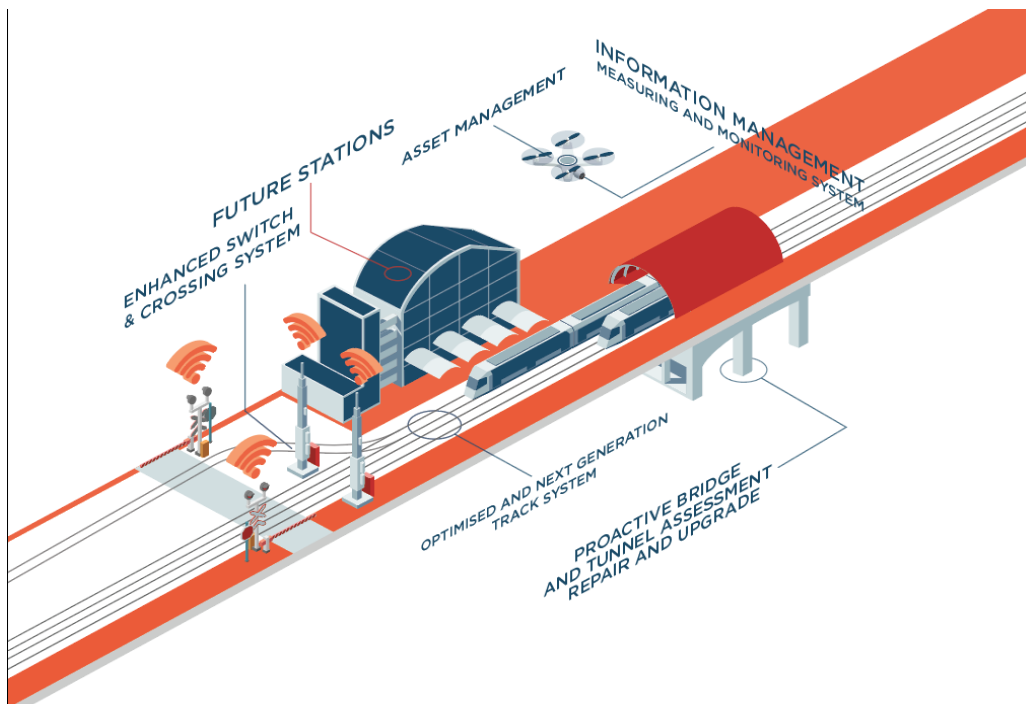 INFORMATION MANAGEMENT
MEASURING AND MONITORING SYSTEM
ASSET MANAGEMENT
FUTURE STATIONS
ENHANCED SWITCH
& CROSSING SYSTEM
OPTIMISED AND NEXT GENERATION
TRACK SYSTEM
PROACTIVE BRIDGE
AND TUNNEL ASSESSMENT
REPAIR AND UPGRADE